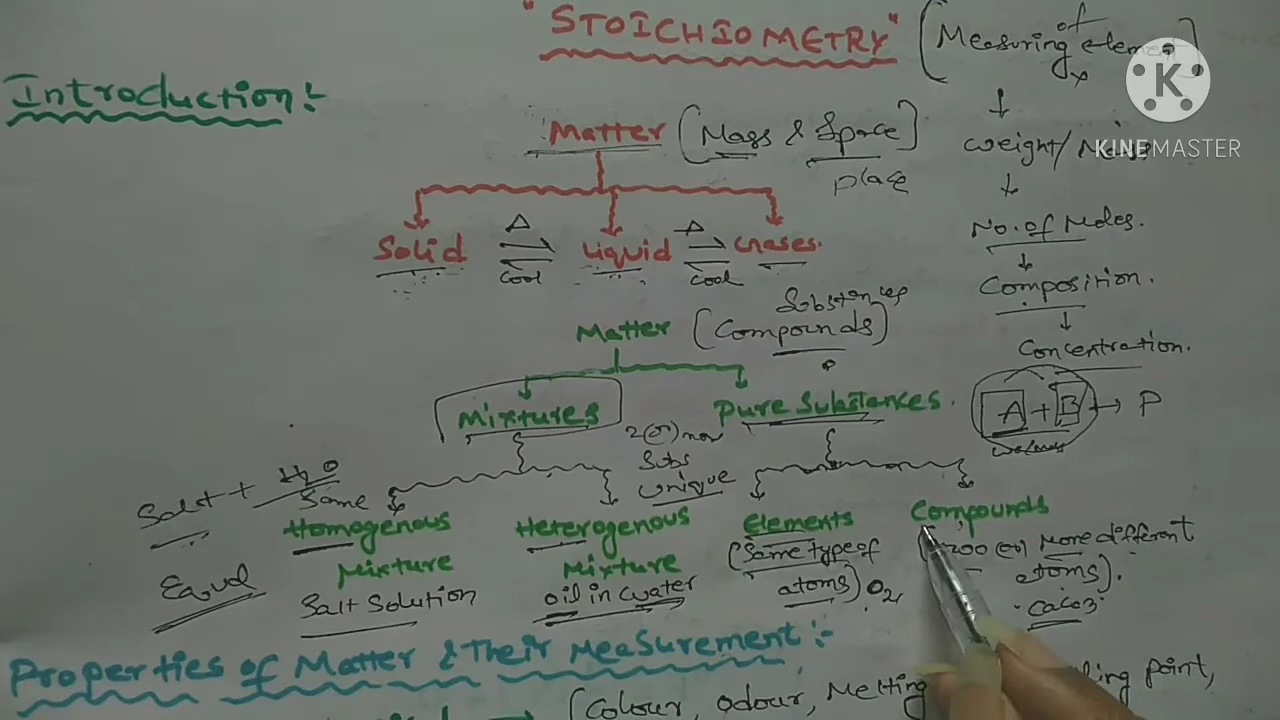 "STOICHIOMETRY" (Measuring of element)
K
KINEMASTER
Introduction:-
Matter (Mass & Space)
place
Weight/
No. of Moles.
Composition.
Concentration.
A + B → P
Solid Δ ⇌ cool Liquid Δ ⇌ cool Gases.
Substances
Matter (Compounds)
Mixtures Pure Substances.
2 (or) more
Subs
Unique
Salt + H2O
Same
Homogenous Heterogenous Elements Compounds
Mixture Mixture (Same type of atoms) O2
(Two (or) More different
atoms).
CaCO3
Equal
Salt Solution oil in water
Properties of Matter & Their Measurement:-
(Colour, odour, Melting point,